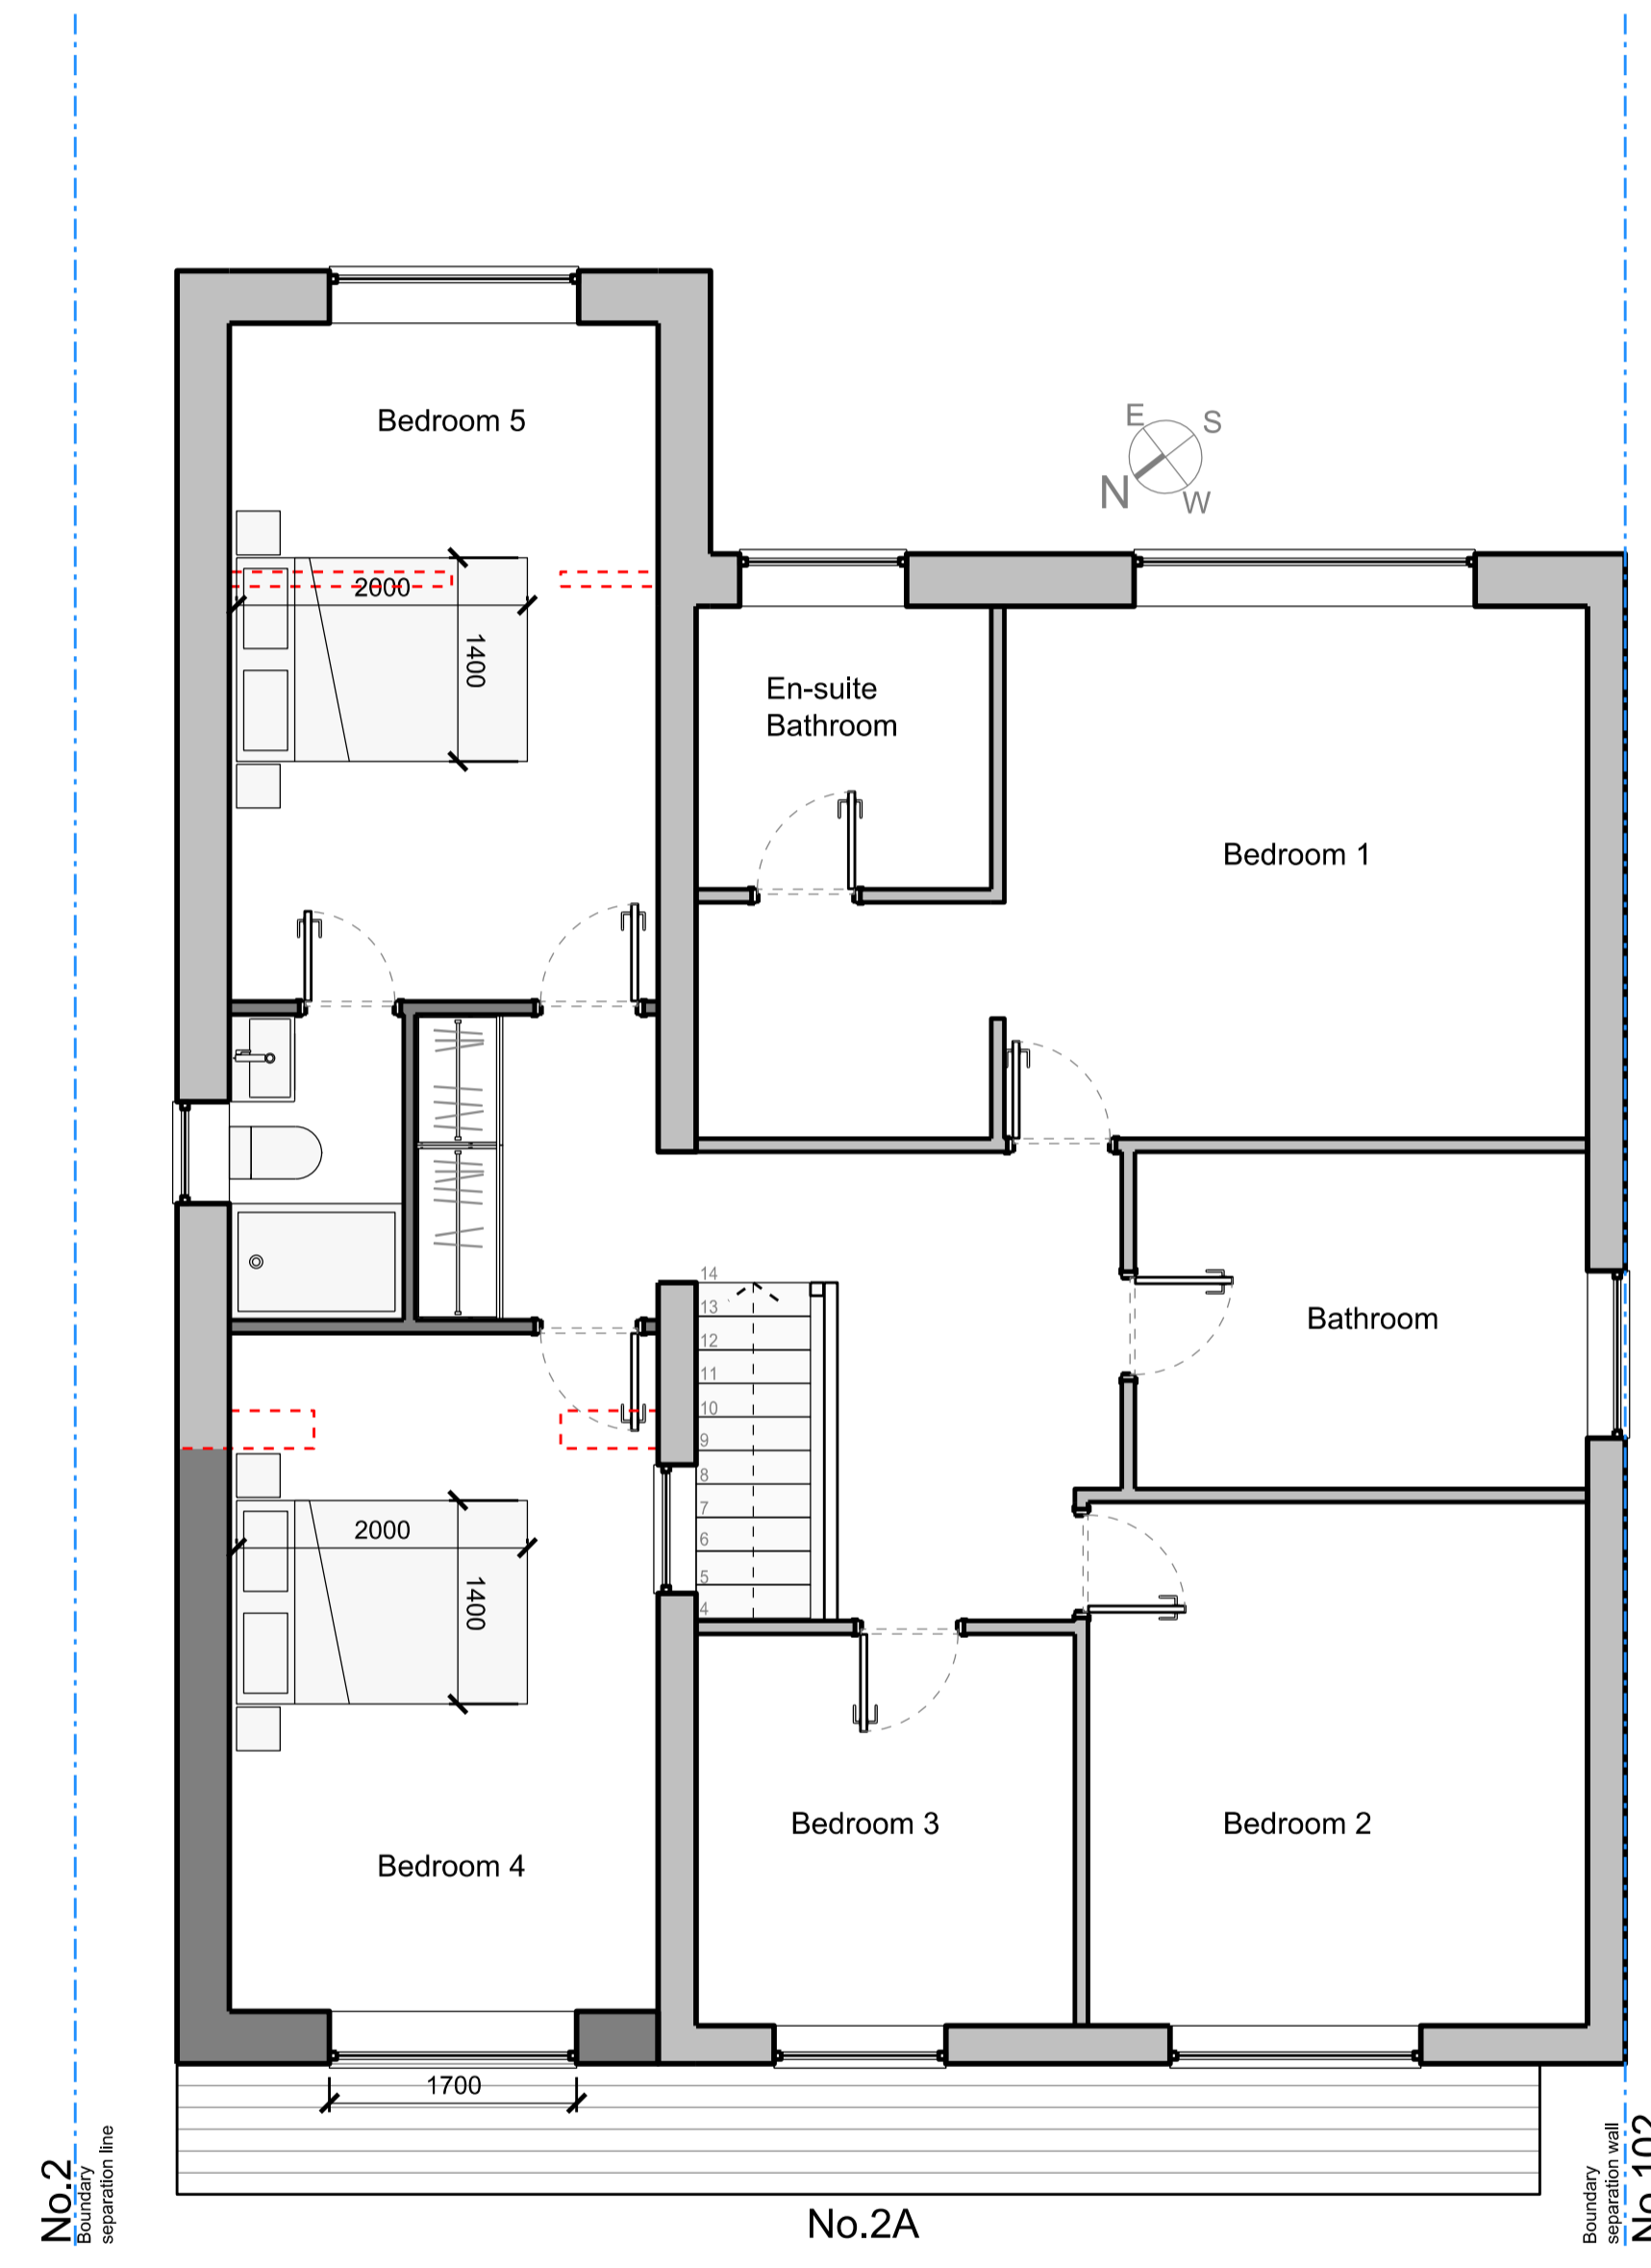 Bedroom 5
E
S
N
W
2000
1400
En-suite
Bathroom
Bedroom 1
14
13
12
11
10
9
8
7
6
5
4
Bathroom
2000
1400
Bedroom 3
Bedroom 2
Bedroom 4
1700
No.2
Boundary
separation line
No.2A
Boundary
separation wall
No.102